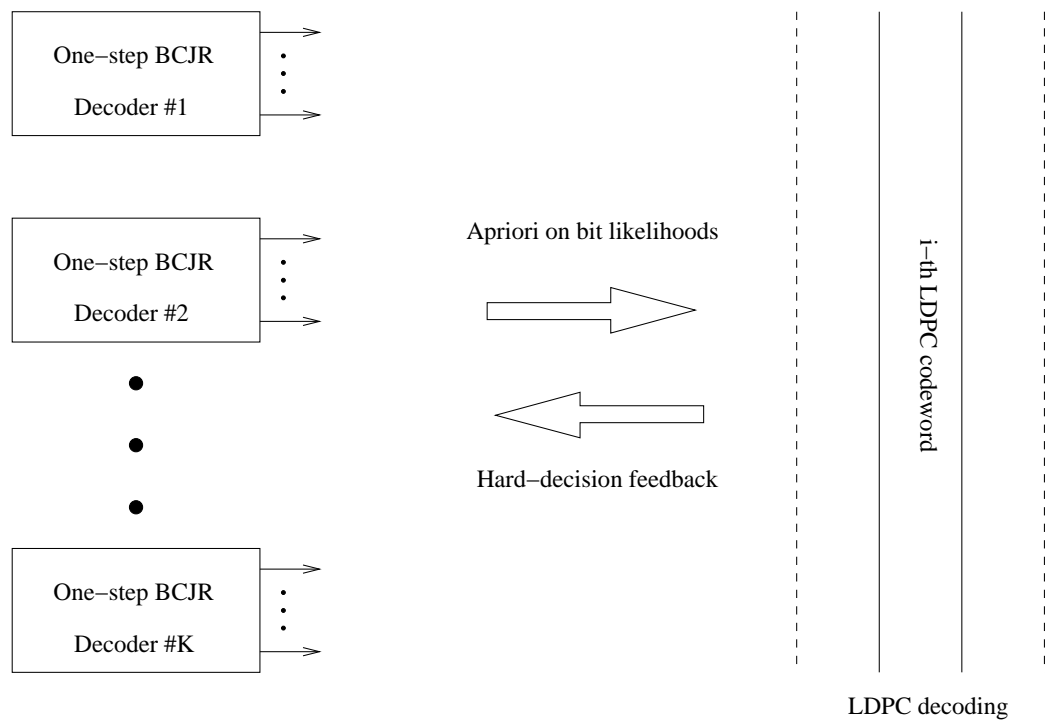 One−step BCJR
Decoder #1
One−step BCJR
Decoder #2
Apriori on bit likelihoods
Hard−decision feedback
One−step BCJR
Decoder #K
i−th LDPC codeword
LDPC decoding